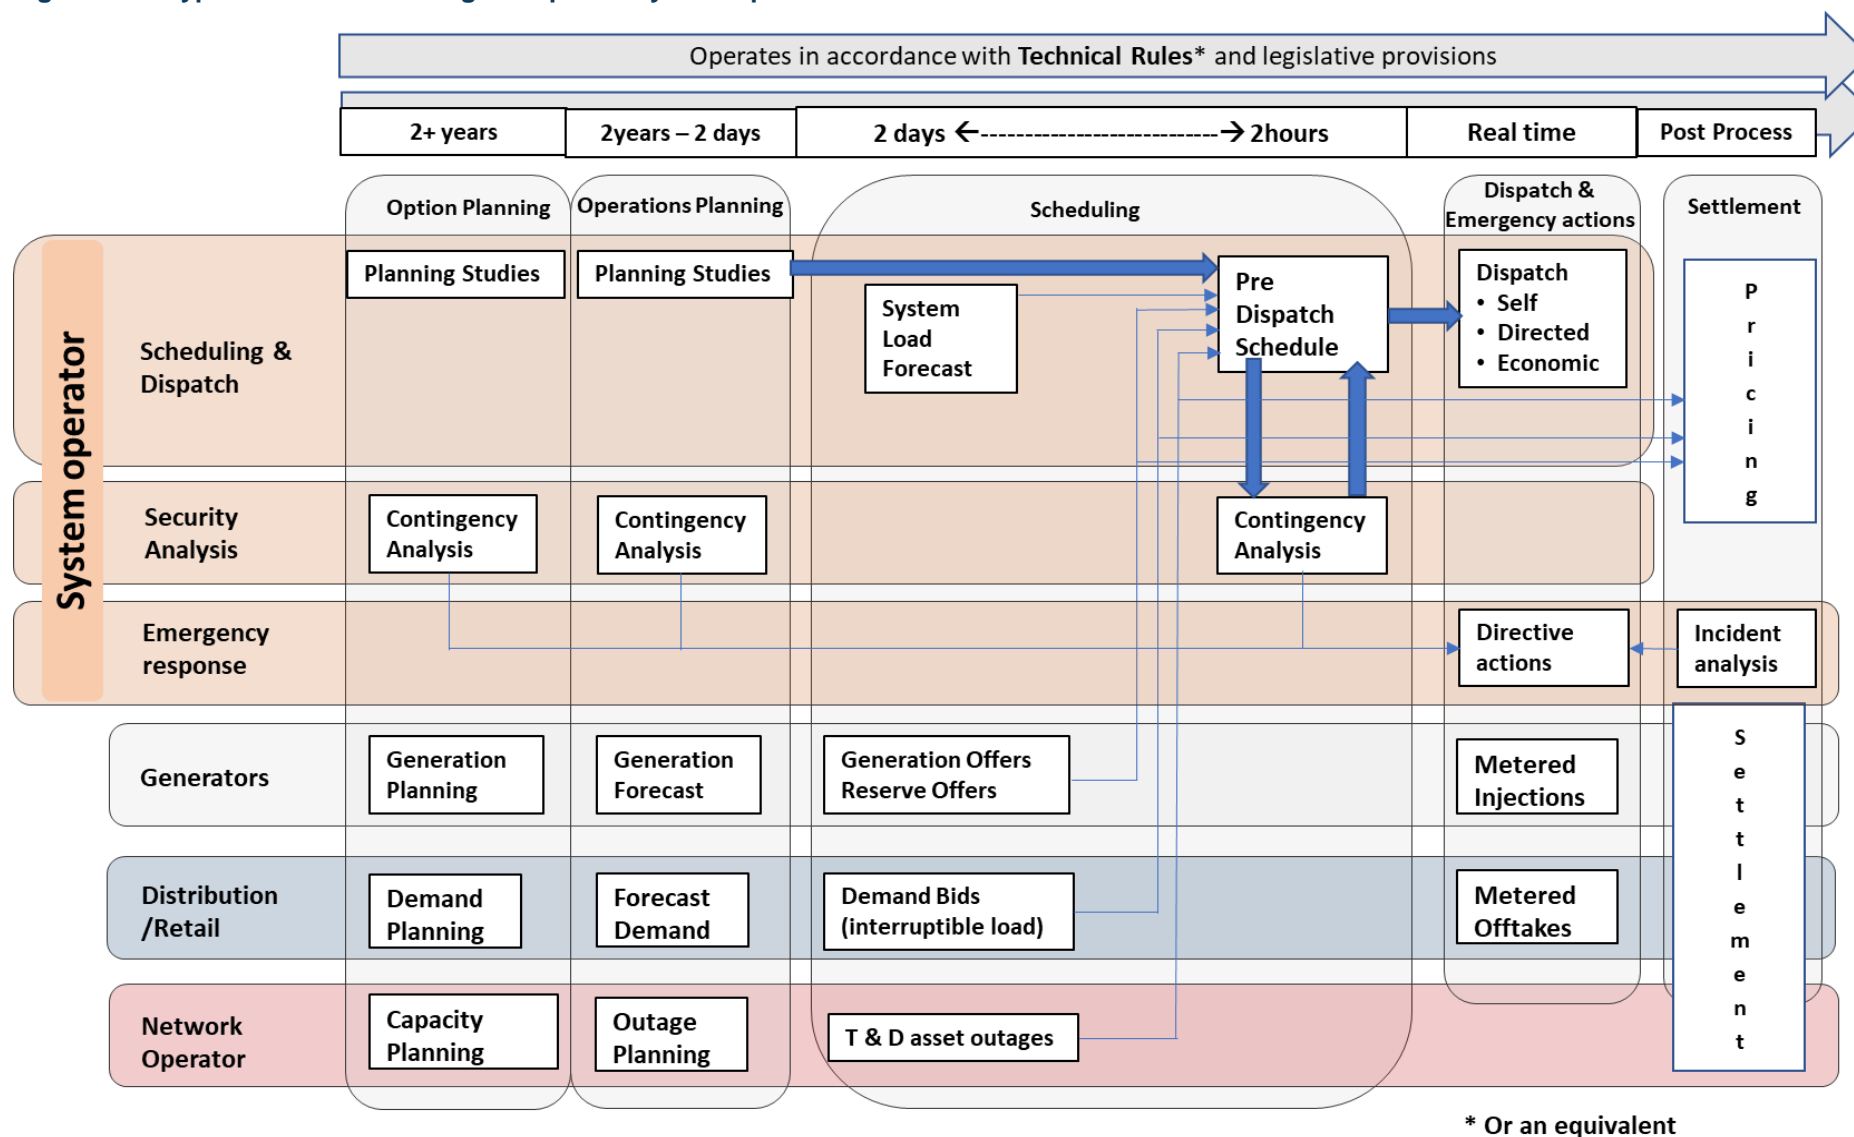 Operates in accordance with Technical Rules* and legislative provisions
2+ years
2years – 2 days
2 days ←---------------------------→ 2hours
Real time
Post Process
Option Planning
Operations Planning
Scheduling
Dispatch &
Emergency actions
Settlement
System operator
Scheduling &
Dispatch
Planning Studies
Planning Studies
System
Load
Forecast
Pre
Dispatch
Schedule
Dispatch
• Self
• Directed
• Economic
P
r
i
c
i
n
g
Security
Analysis
Contingency
Analysis
Contingency
Analysis
Contingency
Analysis
Emergency
response
Directive
actions
Incident
analysis
Generators
Generation
Planning
Generation
Forecast
Generation Offers
Reserve Offers
Metered
Injections
S
e
t
t
l
e
m
e
n
t
Distribution
/Retail
Demand
Planning
Forecast
Demand
Demand Bids
(interruptible load)
Metered
Offtakes
Network
Operator
Capacity
Planning
Outage
Planning
T & D asset outages
* Or an equivalent